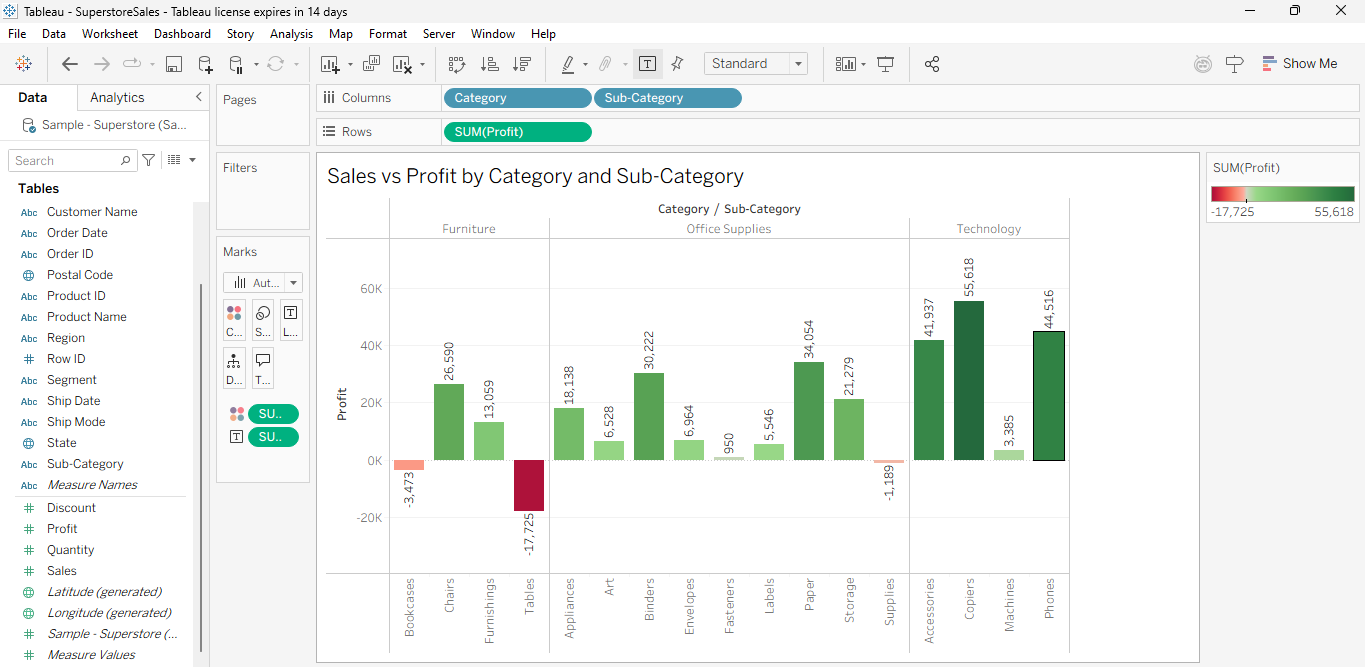 Tableau - SuperstoreSales - Tableau license expires in 14 days
File Data Worksheet Dashboard Story Analysis Map Format Server Window Help
Standard
Show Me
Data Analytics
Sample - Superstore (Sa...
Search
Tables
Abc Customer Name
Abc Order Date
Abc Order ID
Postal Code
Abc Product ID
Abc Product Name
Abc Region
# Row ID
Abc Segment
Abc Ship Date
Abc Ship Mode
State
Abc Sub-Category
Abc Measure Names
# Discount
# Profit
# Quantity
# Sales
Latitude (generated)
Longitude (generated)
# Sample - Superstore (...
# Measure Values
Pages
Filters
Marks
Aut...
C... S... L...
D... T...
SU..
T SU..
Columns Category Sub-Category
Rows SUM(Profit)
Sales vs Profit by Category and Sub-Category
Category / Sub-Category
Furniture Office Supplies Technology
Profit
60K
40K
20K
0K
-20K
-3,473
26,590
13,059
-17,725
18,138
6,528
30,222
6,964
950
5,546
34,054
21,279
-1,189
41,937
55,618
3,385
44,516
Bookcases
Chairs
Furnishings
Tables
Appliances
Art
Binders
Envelopes
Fasteners
Labels
Paper
Storage
Supplies
Accessories
Copiers
Machines
Phones
SUM(Profit)
-17,725 55,618